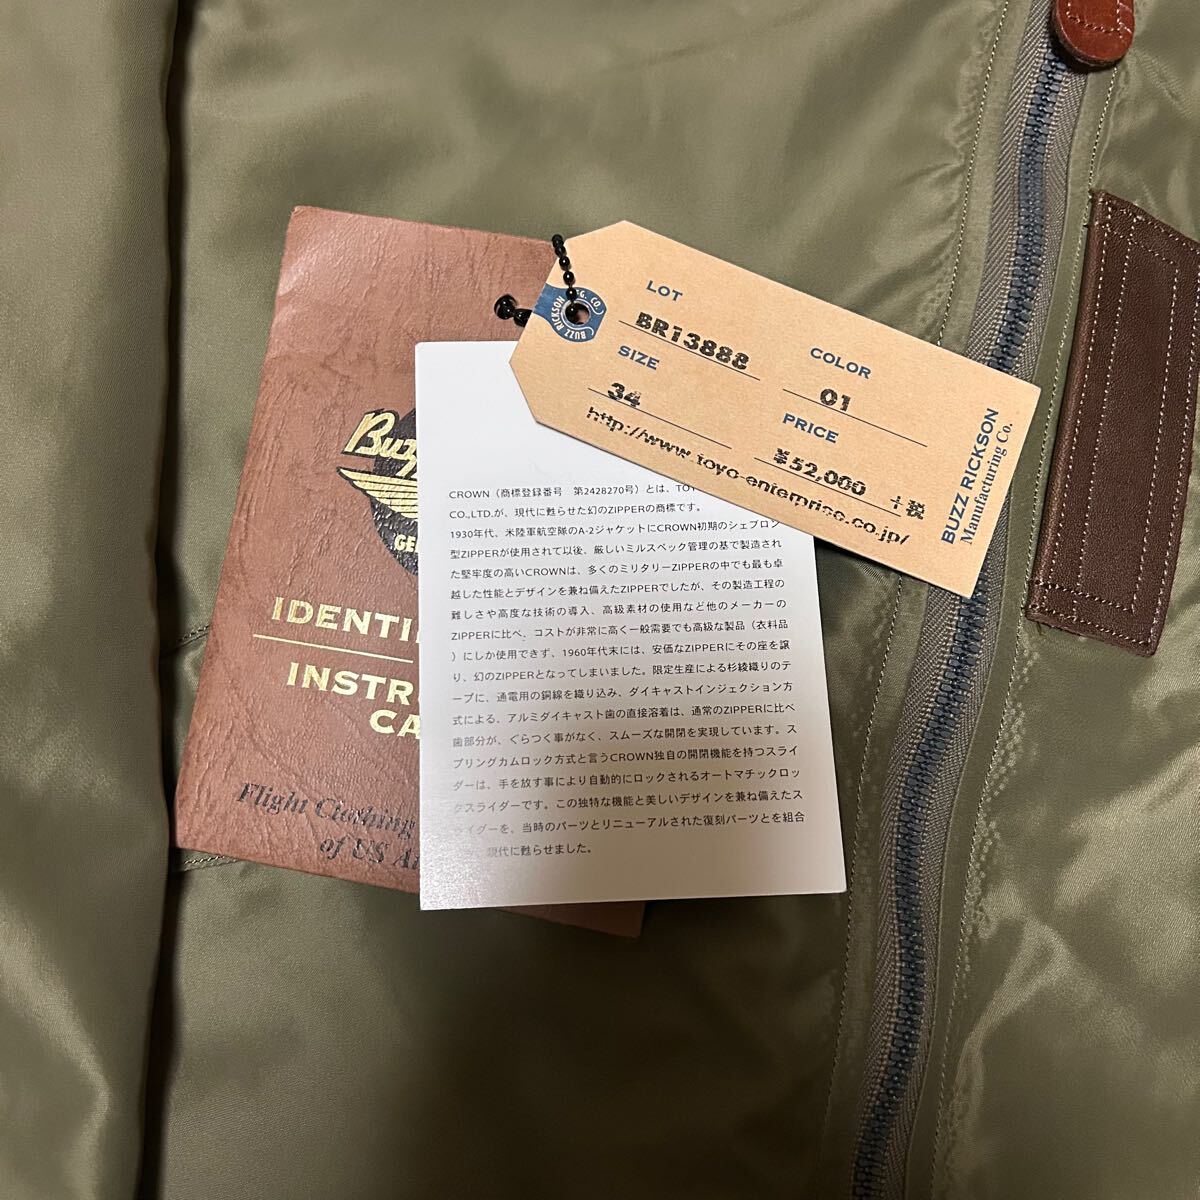 LOT
BR13888
COLOR
01
SIZE
34
PRICE
¥52,000 +税
http://www.toyo-enterprise.co.jp/
BUZZ RICKSON
Manufacturing Co.
BUZZ RICKSON MFG. CO.
Buzz
GEN
IDENTI
INSTR
CA
Flight Clothing
of US Ai
CROWN（商標登録番号 第2428270号）とは、TOY
CO.,LTD.が、現代に甦らせた幻のZIPPERの商標です。
1930年代、米陸軍航空隊のA-2ジャケットにCROWN初期のシェブロン
型ZIPPERが使用されて以後、厳しいミルスペック管理の基で製造され
た堅牢度の高いCROWNは、多くのミリタリーZIPPERの中でも最も卓
越した性能とデザインを兼ね備えたZIPPERでしたが、その製造工程の
難しさや高度な技術の導入、高級素材の使用など他のメーカーの
ZIPPERに比べ、コストが非常に高く一般需要でも高級な製品（衣料品
）にしか使用できず、1960年代末には、安価なZIPPERにその座を譲
り、幻のZIPPERとなってしまいました。限定生産による杉綾織りのテ
ープに、通電用の銅線を織り込み、ダイキャストインジェクション方
式による、アルミダイキャスト歯の直接溶着は、通常のZIPPERに比べ
歯部分が、ぐらつく事がなく、スムーズな開閉を実現しています。ス
プリングカムロック方式と言うCROWN独自の開閉機能を持つスライ
ダーは、手を放す事により自動的にロックされるオートマチックロッ
クスライダーです。この独特な機能と美しいデザインを兼ね備えたス
ライダーを、当時のパーツとリニューアルされた復刻パーツとを組合
現代に甦らせました。